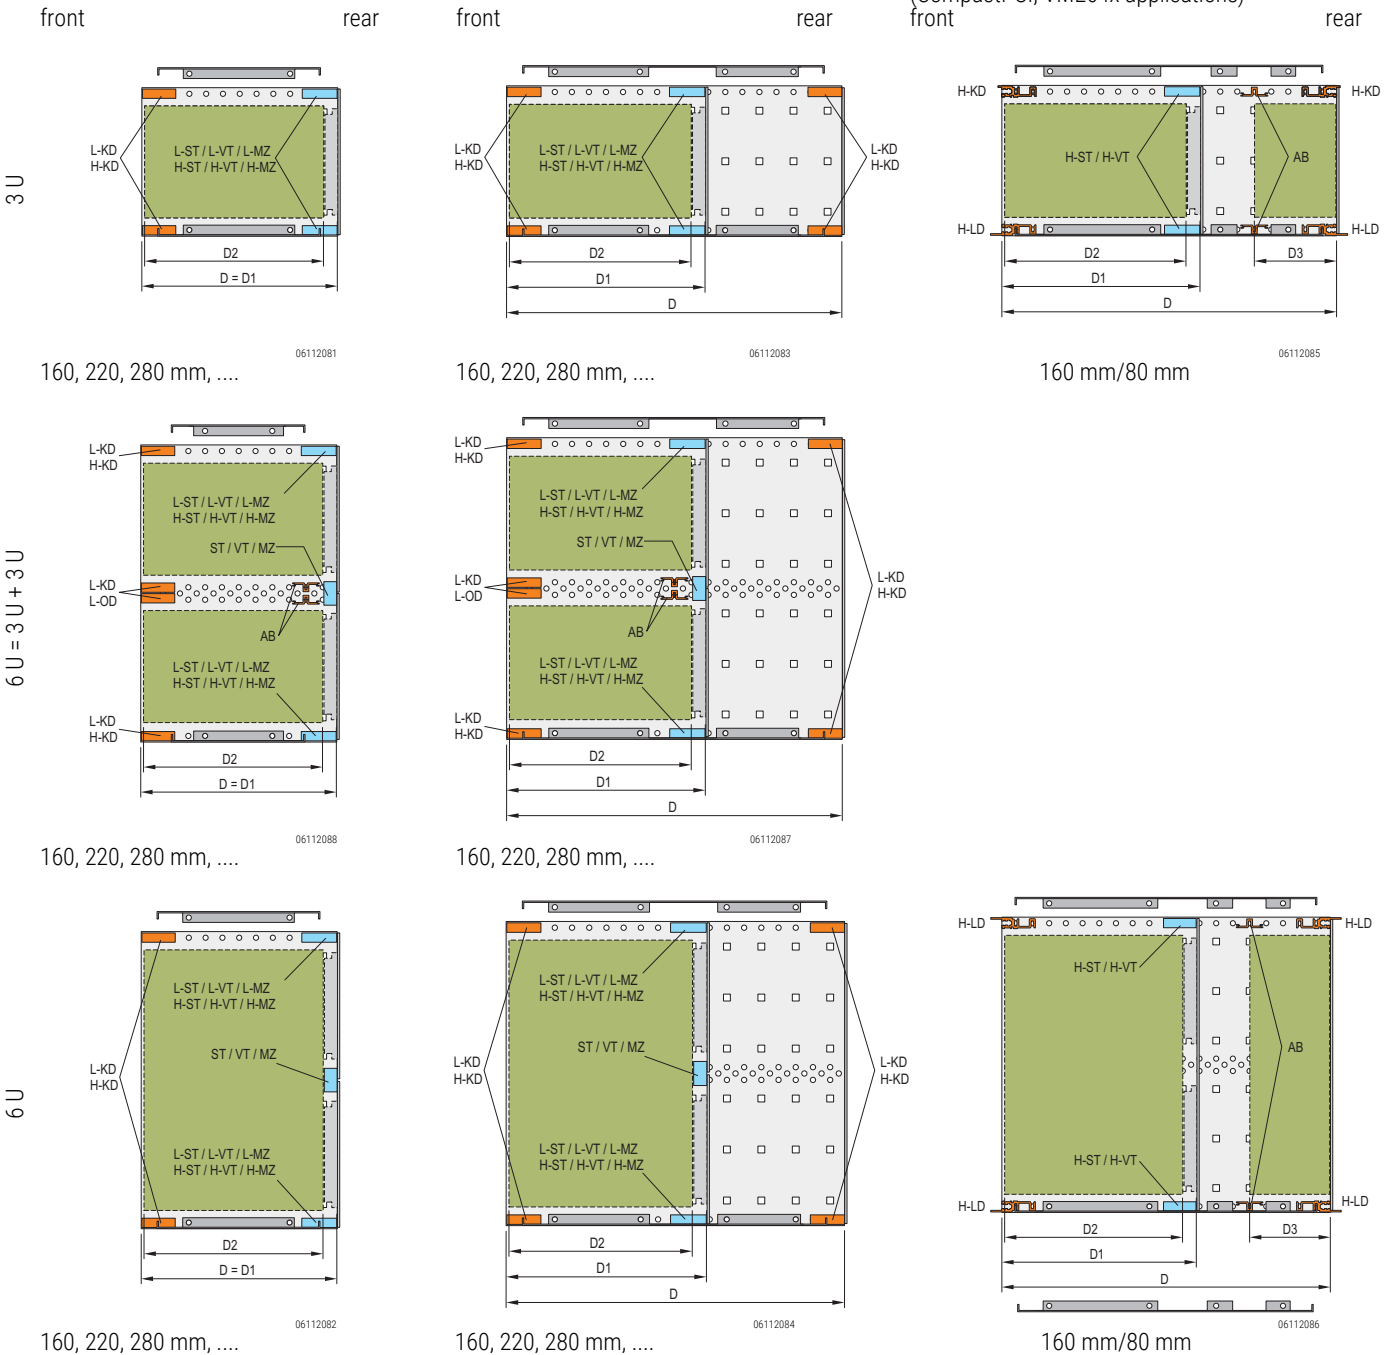 (CompactPCI, VME64x applications)
front
rear
front
rear
front
rear
3 U
L-KD
H-KD
L-ST / L-VT / L-MZ
H-ST / H-VT / H-MZ
D2
D = D1
06112081
160, 220, 280 mm, ....
L-KD
H-KD
L-ST / L-VT / L-MZ
H-ST / H-VT / H-MZ
L-KD
H-KD
D2
D1
D
06112083
160, 220, 280 mm, ....
H-KD
H-KD
H-ST / H-VT
AB
H-LD
H-LD
D2
D3
D1
D
06112085
160 mm/80 mm
6 U = 3 U + 3 U
L-KD
H-KD
L-ST / L-VT / L-MZ
H-ST / H-VT / H-MZ
ST / VT / MZ
L-KD
L-OD
AB
L-ST / L-VT / L-MZ
H-ST / H-VT / H-MZ
L-KD
H-KD
D2
D = D1
06112088
160, 220, 280 mm, ....
L-KD
H-KD
L-ST / L-VT / L-MZ
H-ST / H-VT / H-MZ
ST / VT / MZ
L-KD
L-OD
L-KD
H-KD
AB
L-ST / L-VT / L-MZ
H-ST / H-VT / H-MZ
L-KD
H-KD
D2
D1
D
06112087
160, 220, 280 mm, ....
6 U
L-ST / L-VT / L-MZ
H-ST / H-VT / H-MZ
ST / VT / MZ
L-KD
H-KD
L-ST / L-VT / L-MZ
H-ST / H-VT / H-MZ
D2
D = D1
06112082
160, 220, 280 mm, ....
L-ST / L-VT / L-MZ
H-ST / H-VT / H-MZ
ST / VT / MZ
L-KD
H-KD
L-KD
H-KD
L-ST / L-VT / L-MZ
H-ST / H-VT / H-MZ
D2
D1
D
06112084
160, 220, 280 mm, ....
H-LD
H-LD
H-ST / H-VT
AB
H-ST / H-VT
H-LD
H-LD
D2
D3
D1
D
06112086
160 mm/80 mm